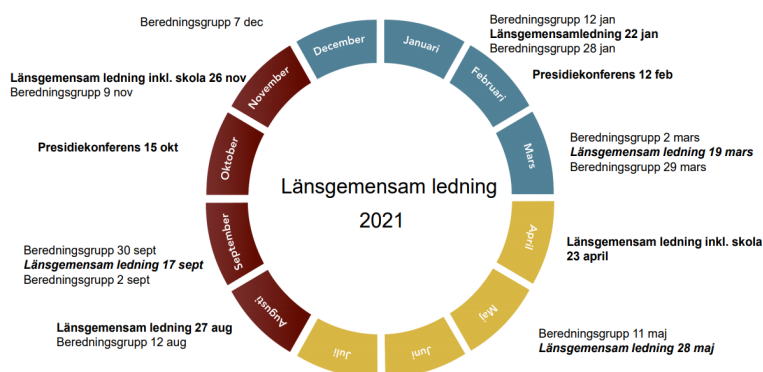 Beredningsgrupp 7 dec
Beredningsgrupp 12 jan
Länsgemensamledning 22 jan
Beredningsgrupp 28 jan
Presidiekonferens 12 feb
Beredningsgrupp 2 mars
Länsgemensam ledning 19 mars
Beredningsgrupp 29 mars
Länsgemensam ledning inkl. skola
23 april
Beredningsgrupp 11 maj
Länsgemensam ledning 28 maj
Länsgemensam ledning 27 aug
Beredningsgrupp 12 aug
Beredningsgrupp 30 sept
Länsgemensam ledning 17 sept
Beredningsgrupp 2 sept
Presidiekonferens 15 okt
Länsgemensam ledning inkl. skola 26 nov
Beredningsgrupp 9 nov
Januari
Februari
Mars
April
Maj
Juni
Juli
Augusti
September
Oktober
November
December
Länsgemensam ledning
2021